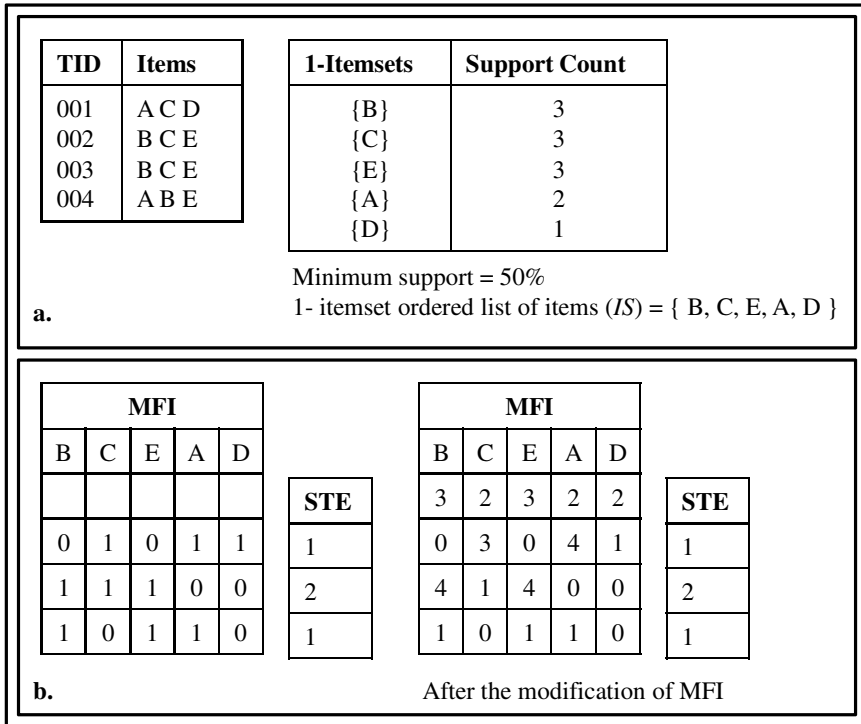 TID Items
001 A C D
002 B C E
003 B C E
004 A B E
1-Itemsets Support Count
{B} 3
{C} 3
{E} 3
{A} 2
{D} 1
Minimum support = 50%
1- itemset ordered list of items (IS) = { B, C, E, A, D }
a.
MFI
B C E A D
0 1 0 1 1
1 1 1 0 0
1 0 1 1 0
STE
1
2
1
MFI
B C E A D
3 2 3 2 2
0 3 0 4 1
4 1 4 0 0
1 0 1 1 0
STE
1
2
1
b.
After the modification of MFI